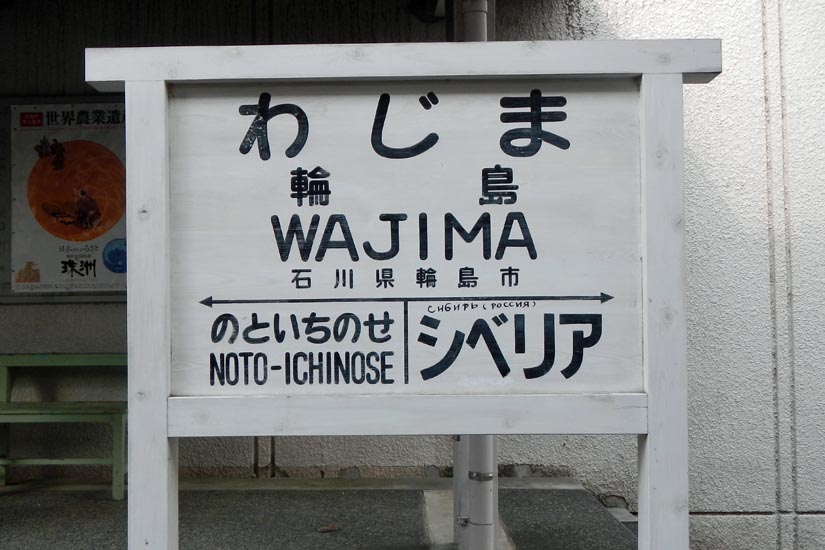 世界農業遺産
珠洲
わじま
輪島
WAJIMA
石川県輪島市
のといちのせ
NOTO-ICHINOSE
СИБИРЬ (РОССИЯ)
シベリア